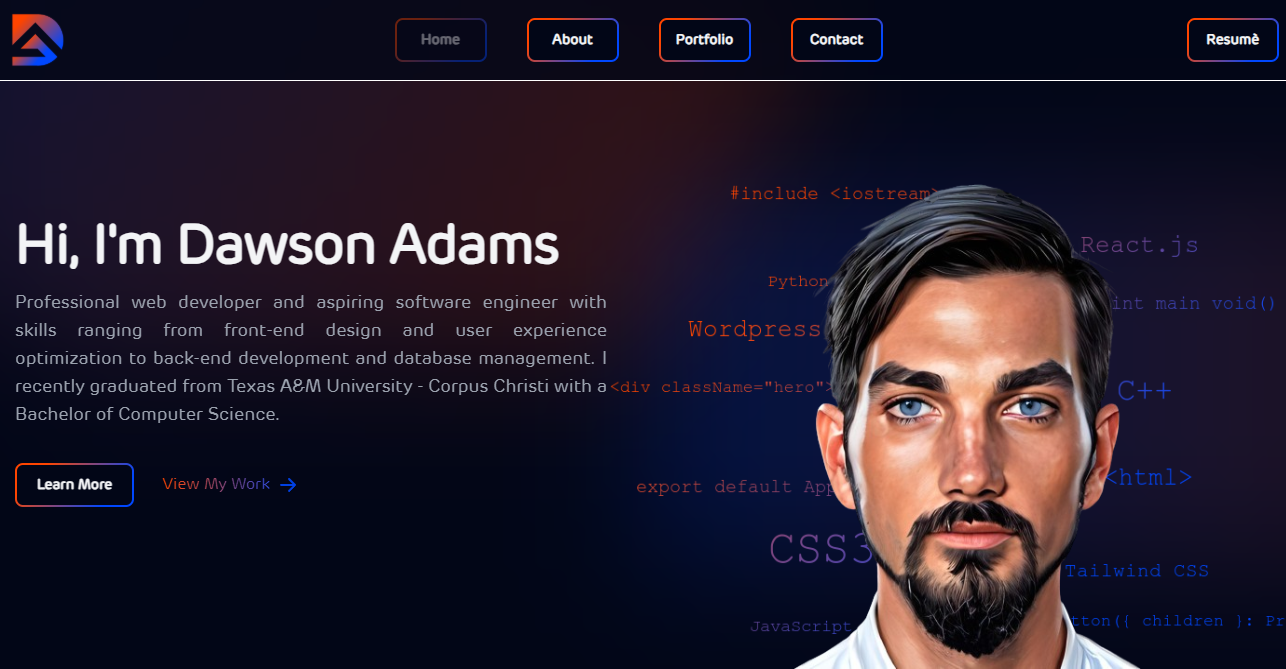 Home
About
Portfolio
Contact
Resumè
Hi, I'm Dawson Adams
Professional web developer and aspiring software engineer with
skills ranging from front-end design and user experience
optimization to back-end development and database management. I
recently graduated from Texas A&M University - Corpus Christi with a
Bachelor of Computer Science.
Learn More
View My Work
#include <iostream>
React.js
Python
int main void()
Wordpress
<div className="hero">
C++
<html>
export default App
CSS3
Tailwind CSS
tton({ children }: Pr
JavaScript